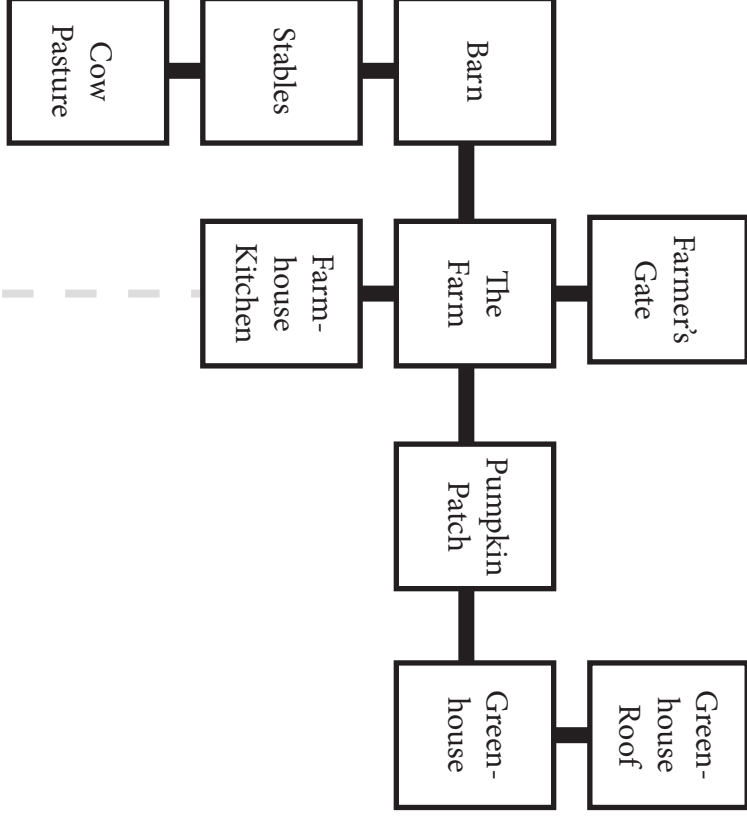 Farmer's
Gate
Green-
house
Roof
Barn
The
Farm
Pumpkin
Patch
Green-
house
Stables
Farm-
house
Kitchen
Cow
Pasture